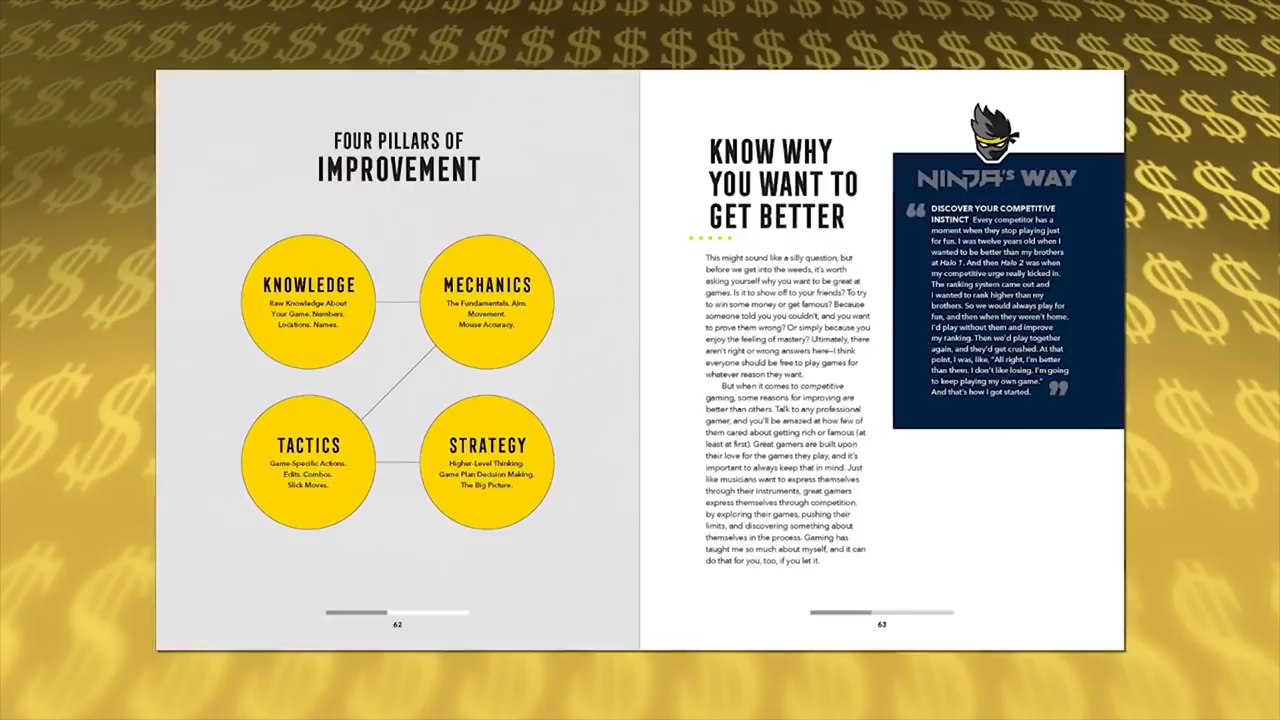 FOUR PILLARS OF
IMPROVEMENT
KNOWLEDGE
Raw Knowledge About
Your Game. Numbers.
Locations. Names.
MECHANICS
The Fundamentals. Aim.
Movement.
Mouse Accuracy.
TACTICS
Game-Specific Actions.
Edits. Combos.
Slick Moves.
STRATEGY
Higher-Level Thinking.
Game Plan Decision Making.
The Big Picture.
62
KNOW WHY
YOU WANT TO
GET BETTER
This might sound like a silly question, but
before we get into the weeds, it's worth
asking yourself why you want to be great at
games. Is it to show off to your friends? To try
to win some money or get famous? Because
someone told you you couldn't, and you want
to prove them wrong? Or simply because you
enjoy the feeling of mastery? Ultimately, there
aren't right or wrong answers here–I think
everyone should be free to play games for
whatever reason they want.
But when it comes to competitive
gaming, some reasons for improving are
better than others. Talk to any professional
gamer, and you'll be amazed at how few of
them cared about getting rich or famous (at
least at first). Great gamers are built upon
their love for the games they play, and it's
important to always keep that in mind. Just
like musicians want to express themselves
through their instruments, great gamers
express themselves through competition,
by exploring their games, pushing their
limits, and discovering something about
themselves in the process. Gaming has
taught me so much about myself, and it can
do that for you, too, if you let it.
NINJA'S WAY
“ DISCOVER YOUR COMPETITIVE
INSTINCT Every competitor has a
moment when they stop playing just
for fun. I was twelve years old when I
wanted to be better than my brothers
at Halo 1. And then Halo 2 was when
my competitive urge really kicked in.
The ranking system came out and
I wanted to rank higher than my
brothers. So we would always play for
fun, and then when they weren't home,
I'd play without them and improve
my ranking. Then we'd play together
again, and they'd get crushed. At that
point, I was, like, "All right, I'm better
than them. I don't like losing. I'm going
to keep playing my own game."
And that's how I got started. ”
63